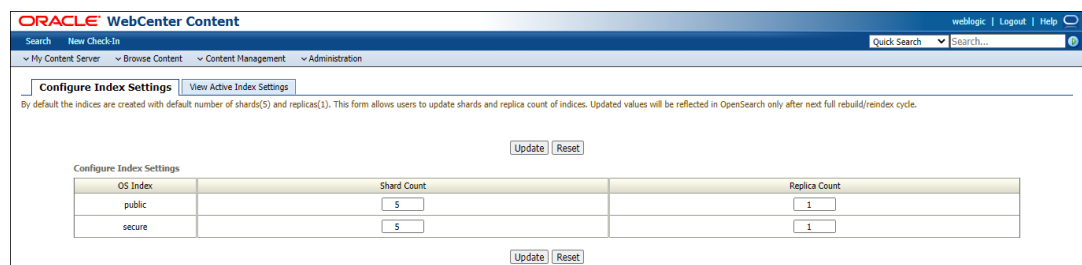 ORACLE® WebCenter Content
weblogic | Logout | Help
Search New Check-In
Quick Search Search...
My Content Server Browse Content Content Management Administration
Configure Index Settings View Active Index Settings
By default the indices are created with default number of shards(5) and replicas(1). This form allows users to update shards and replica count of indices. Updated values will be reflected in OpenSearch only after next full rebuild/reindex cycle.
Update Reset
Configure Index Settings
OS Index Shard Count Replica Count
public 5 1
secure 5 1
Update Reset